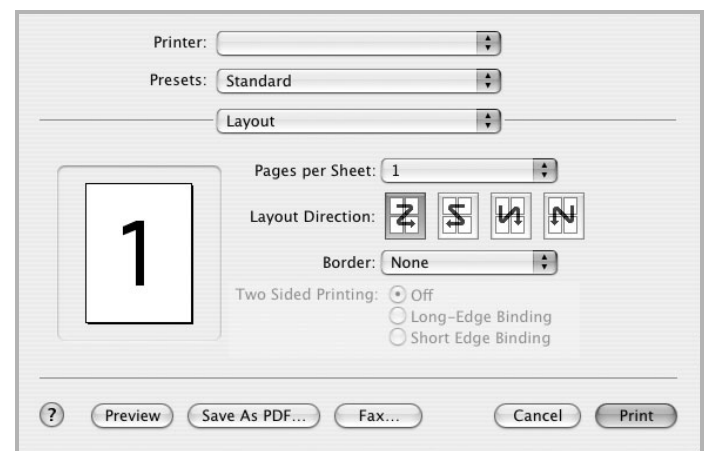 Printer:
Presets: Standard
Layout
Pages per Sheet: 1
Layout Direction:
1
Border: None
Two Sided Printing: Off
Long-Edge Binding
Short Edge Binding
? Preview Save As PDF... Fax... Cancel Print